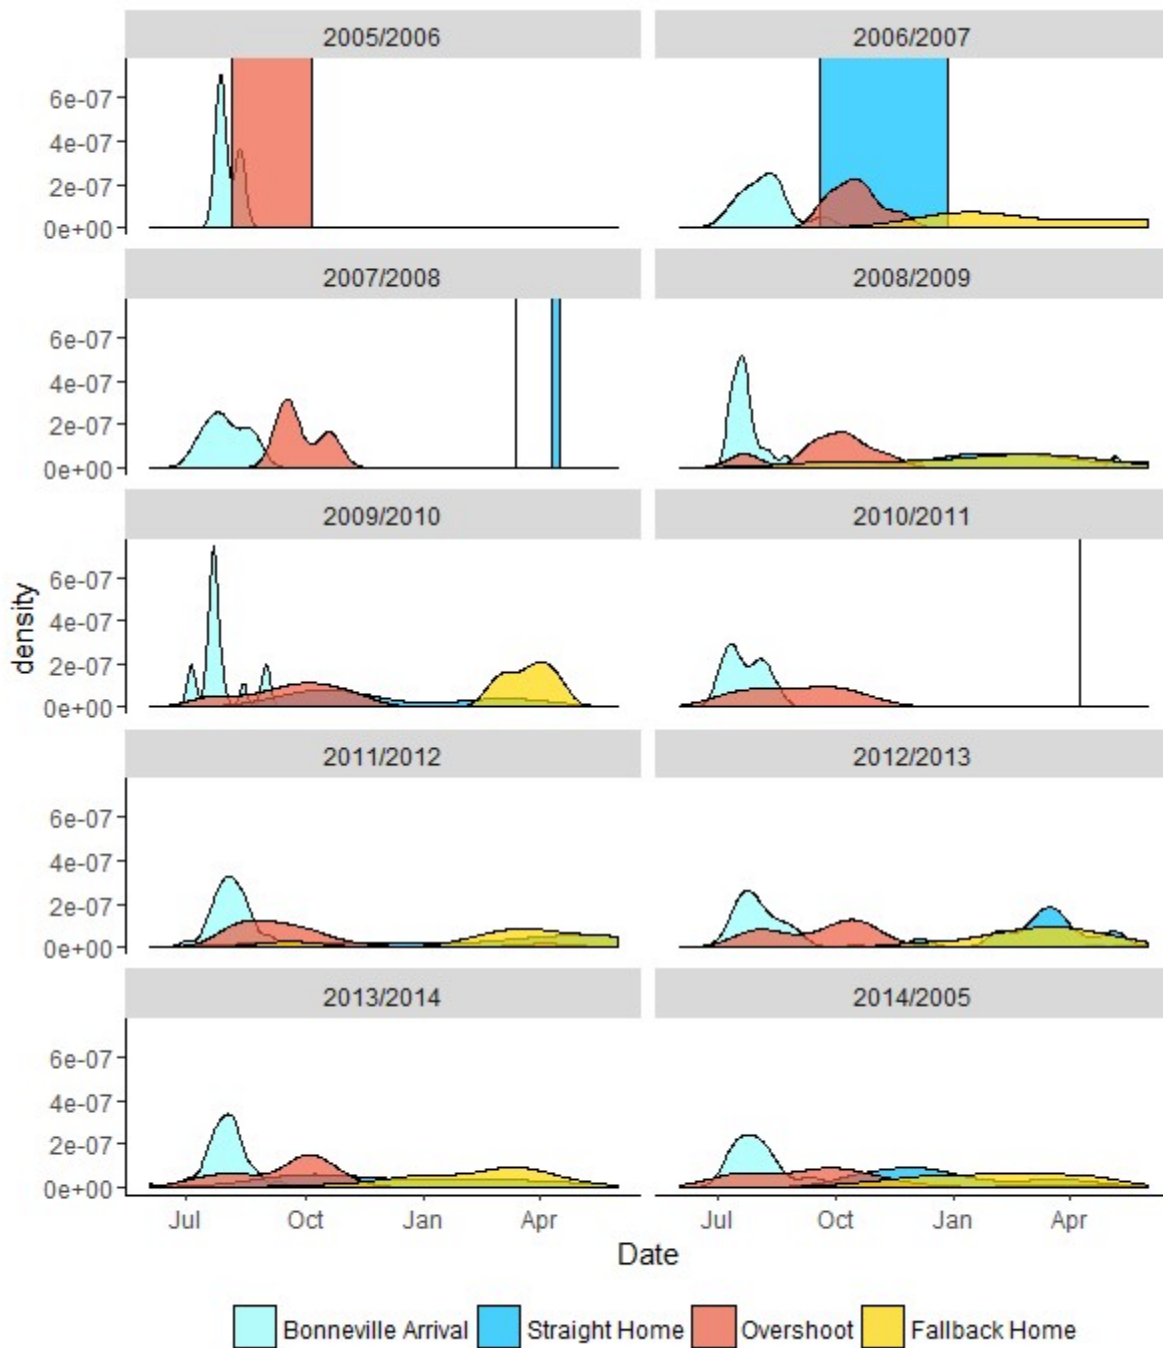 2005/2006 2006/2007
6e-07
4e-07
2e-07
0e+00
2007/2008 2008/2009
6e-07
4e-07
2e-07
0e+00
2009/2010 2010/2011
6e-07
4e-07
2e-07
0e+00
density
2011/2012 2012/2013
6e-07
4e-07
2e-07
0e+00
2013/2014 2014/2005
6e-07
4e-07
2e-07
0e+00
Jul Oct Jan Apr Jul Oct Jan Apr
Date
Bonneville Arrival Straight Home Overshoot Fallback Home